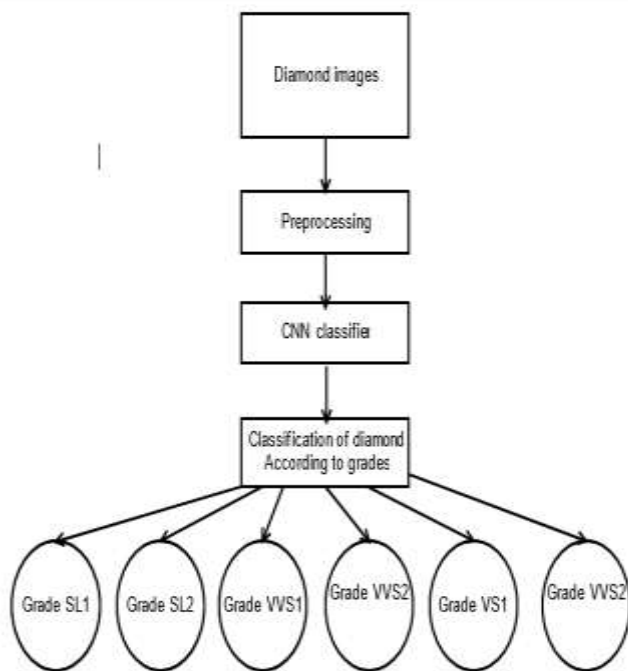 Diamond images
Preprocessing
CNN classifier
Classification of diamond
According to grades
Grade SL1
Grade SL2
Grade VVS1
Grade VVS2
Grade VS1
Grade VVS2